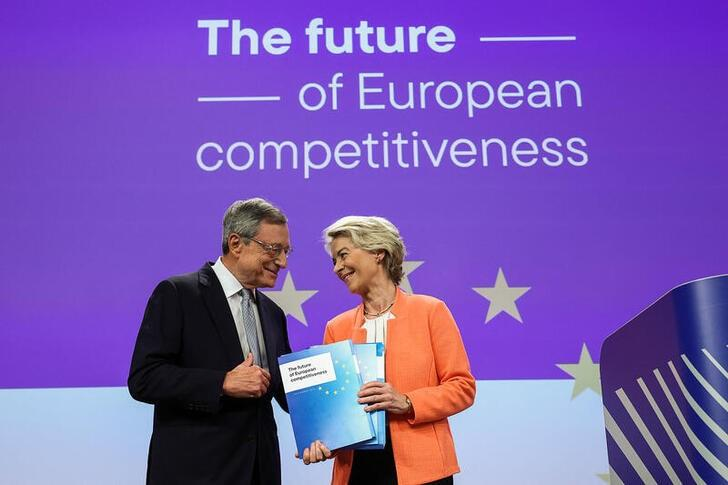 The future
of European
competitiveness
The future
of European
competitiveness